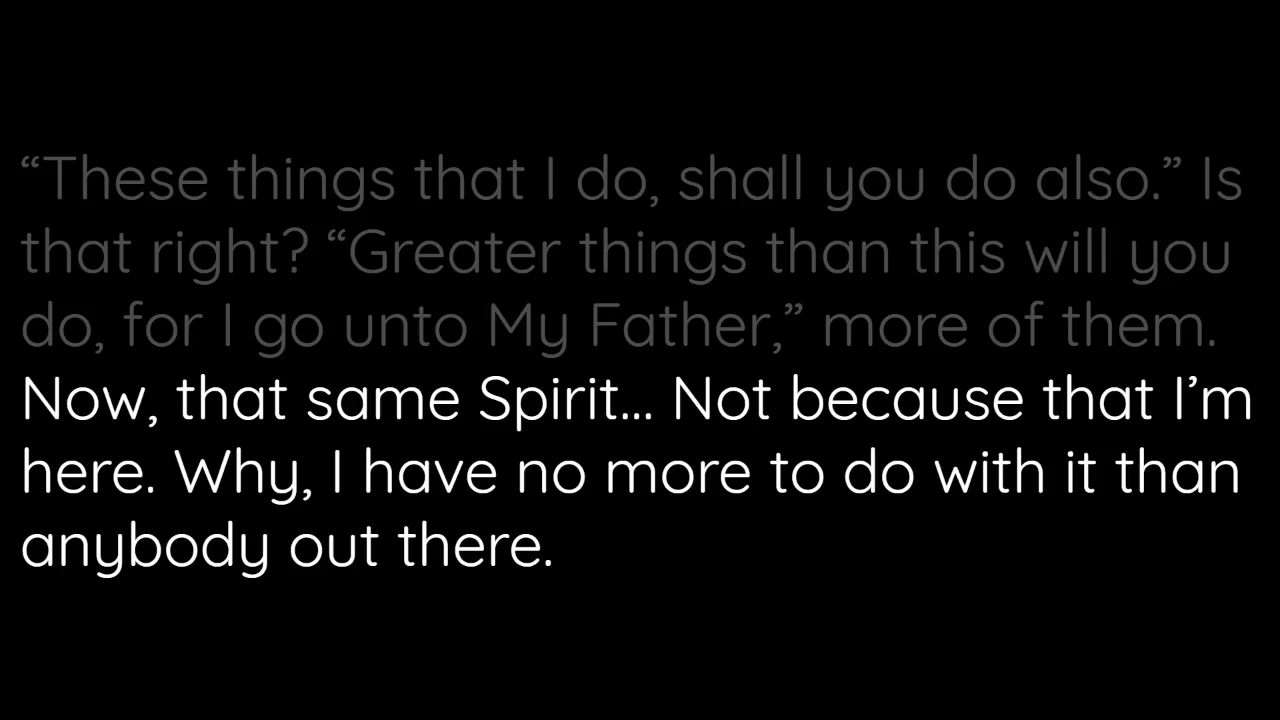 “These things that I do, shall you do also.” Is
that right? “Greater things than this will you
do, for I go unto My Father,” more of them.
Now, that same Spirit... Not because that I’m
here. Why, I have no more to do with it than
anybody out there.